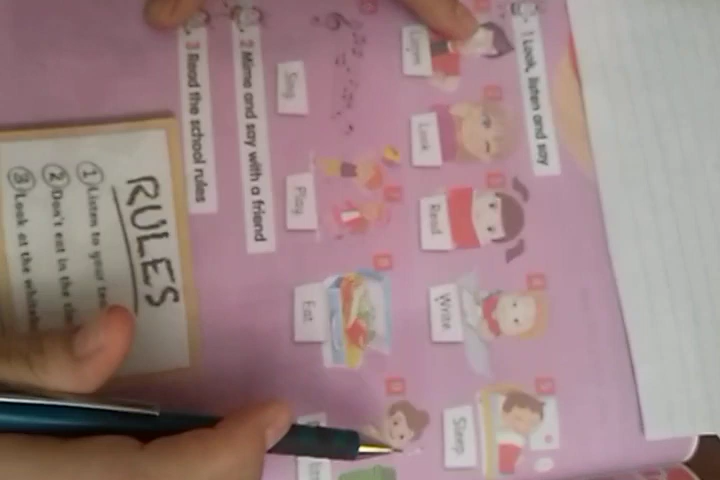 1 Look, listen and say
Listen
Look
Read
Write
Sleep
Sing
Play
Eat
2 Mime and say with a friend
3 Read the school rules
RULES
1 Listen to your
2 Don't eat in the
3 Look at the